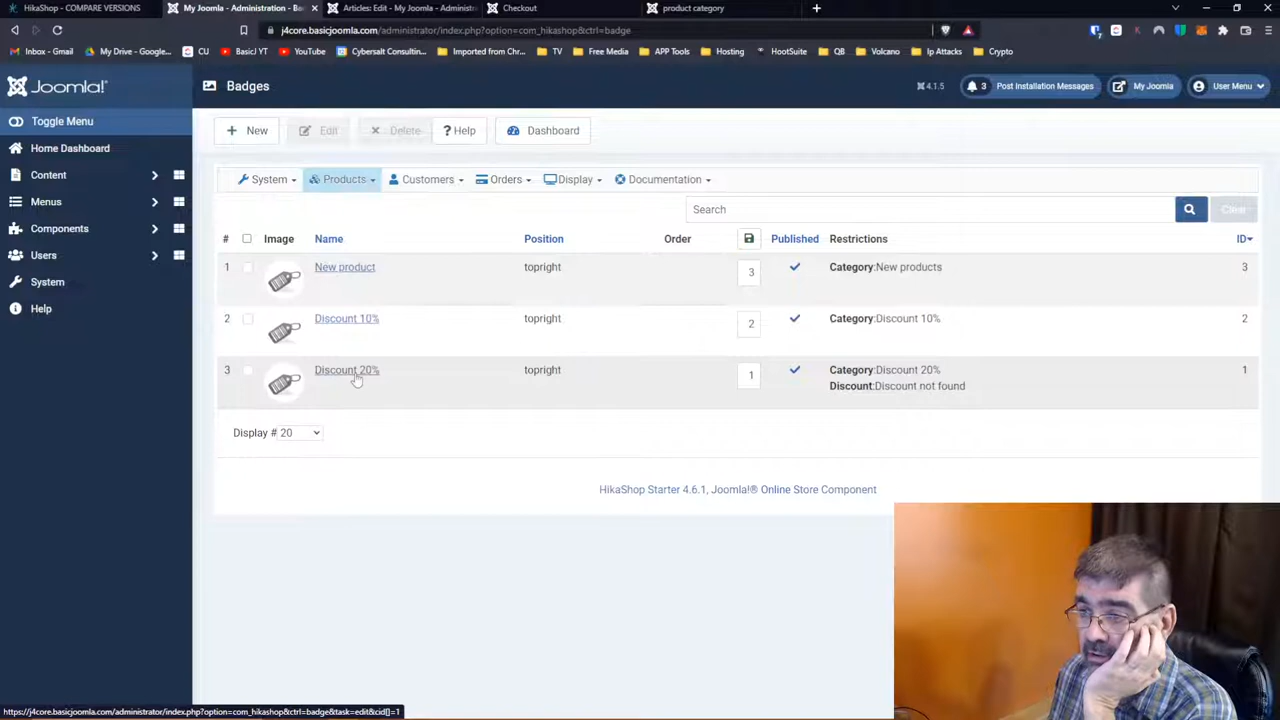 HikaShop - COMPARE VERSIONS
My Joomla - Administration - Ba
Articles: Edit - My Joomla - Administ
Checkout
product category
j4core.basicjoomla.com/administrator/index.php?option=com_hikashop&ctrl=badge
Inbox - Gmail
My Drive - Google...
CU
BasicJ YT
YouTube
Cybersalt Consultin...
Imported from Chr...
TV
Free Media
APP Tools
Hosting
HootSuite
QB
Volcano
Ip Attacks
Crypto
Joomla!
Badges
4.1.5
3 Post Installation Messages
My Joomla
User Menu
Toggle Menu
Home Dashboard
Content
Menus
Components
Users
System
Help
New
Edit
Delete
? Help
Dashboard
System
Products
Customers
Orders
Display
Documentation
Search
Clear
# Image Name Position Order Published Restrictions ID
1 New product topright 3 Category:New products 3
2 Discount 10% topright 2 Category:Discount 10% 2
3 Discount 20% topright 1 Category:Discount 20% 1
Discount:Discount not found
Display # 20
HikaShop Starter 4.6.1, Joomla!® Online Store Component
https://j4core.basicjoomla.com/administrator/index.php?option=com_hikashop&ctrl=badge&task=edit&cid[]=1